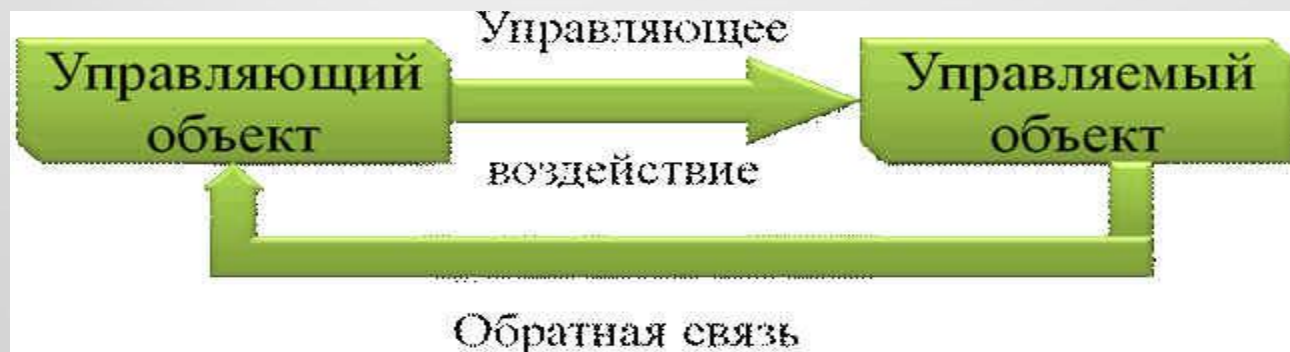 Управляющее
Управляющий
объект
Управляемый
объект
воздействие
Обратная связь